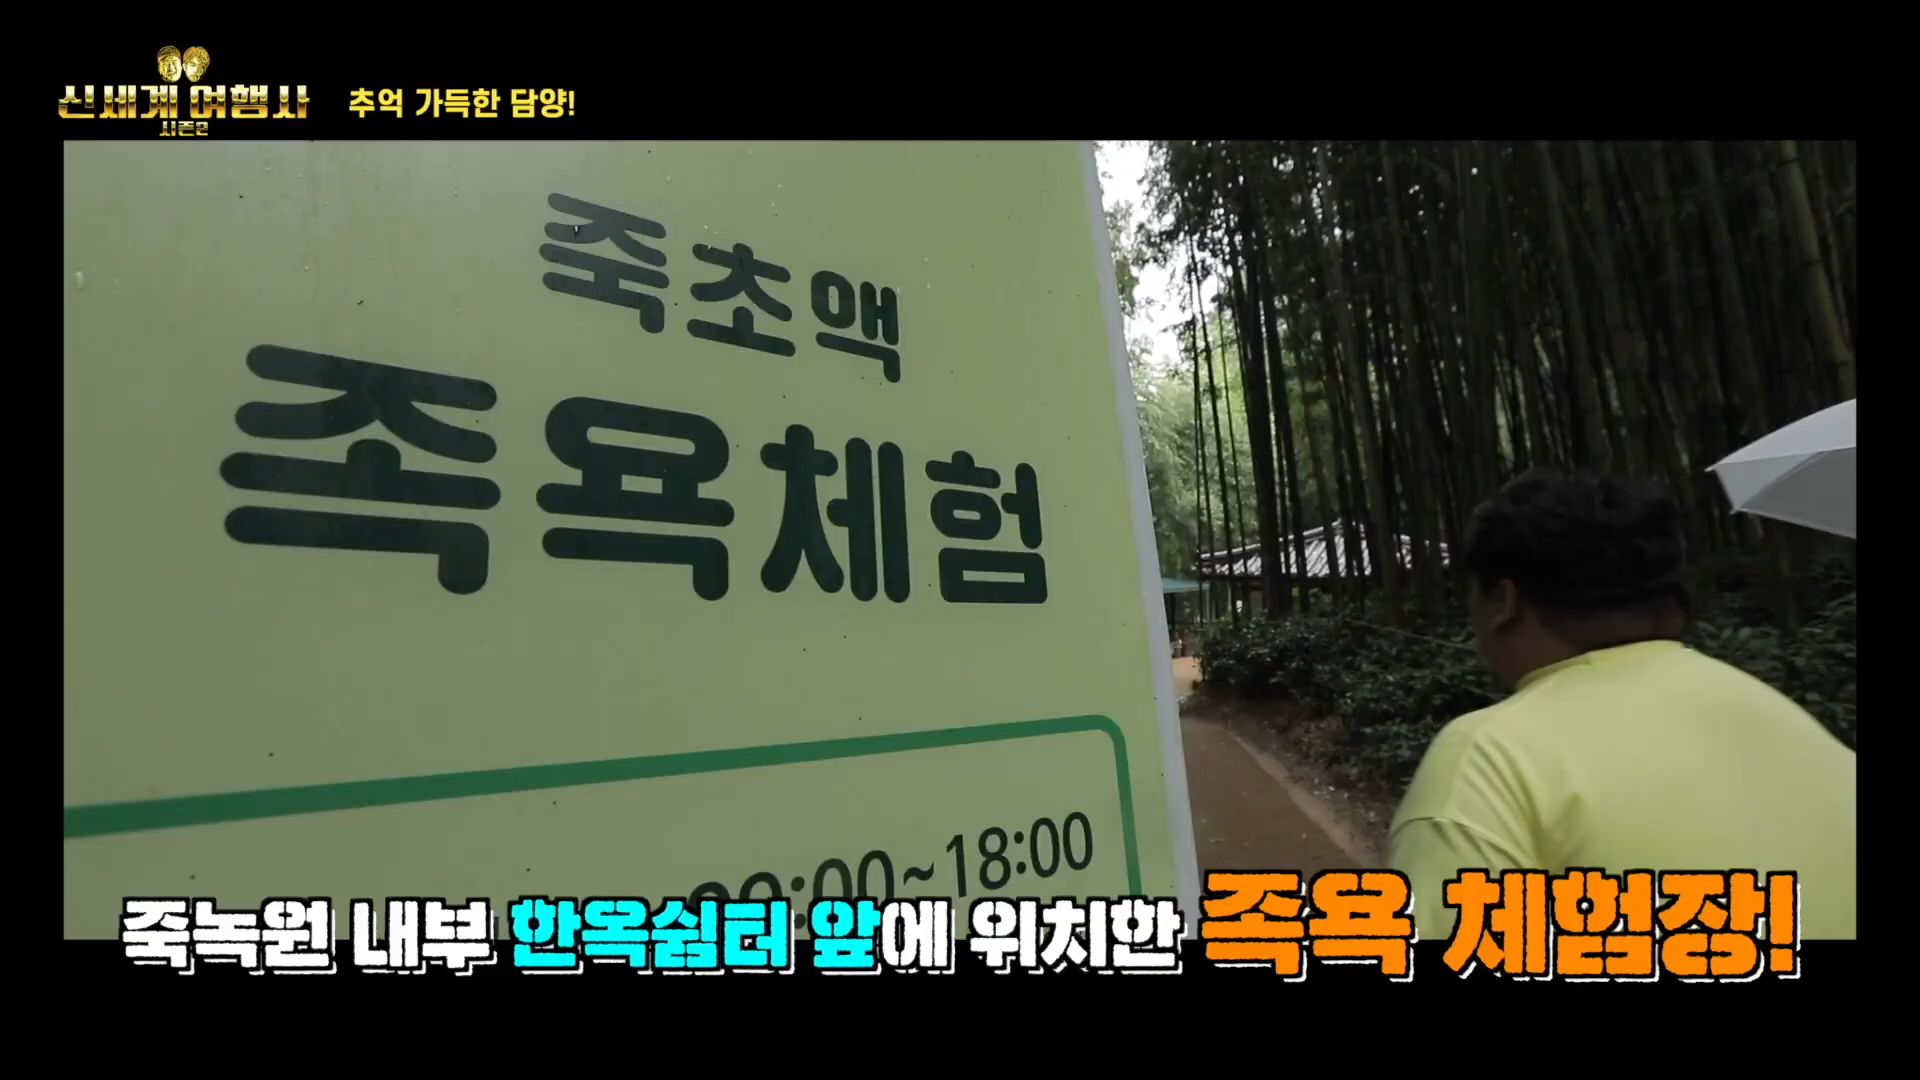 신세계 여행사
시즌2
추억 가득한 담양!
죽초액
족욕체험
09:00~18:00
죽녹원 내부 한옥쉼터 앞에 위치한 족욕 체험장!